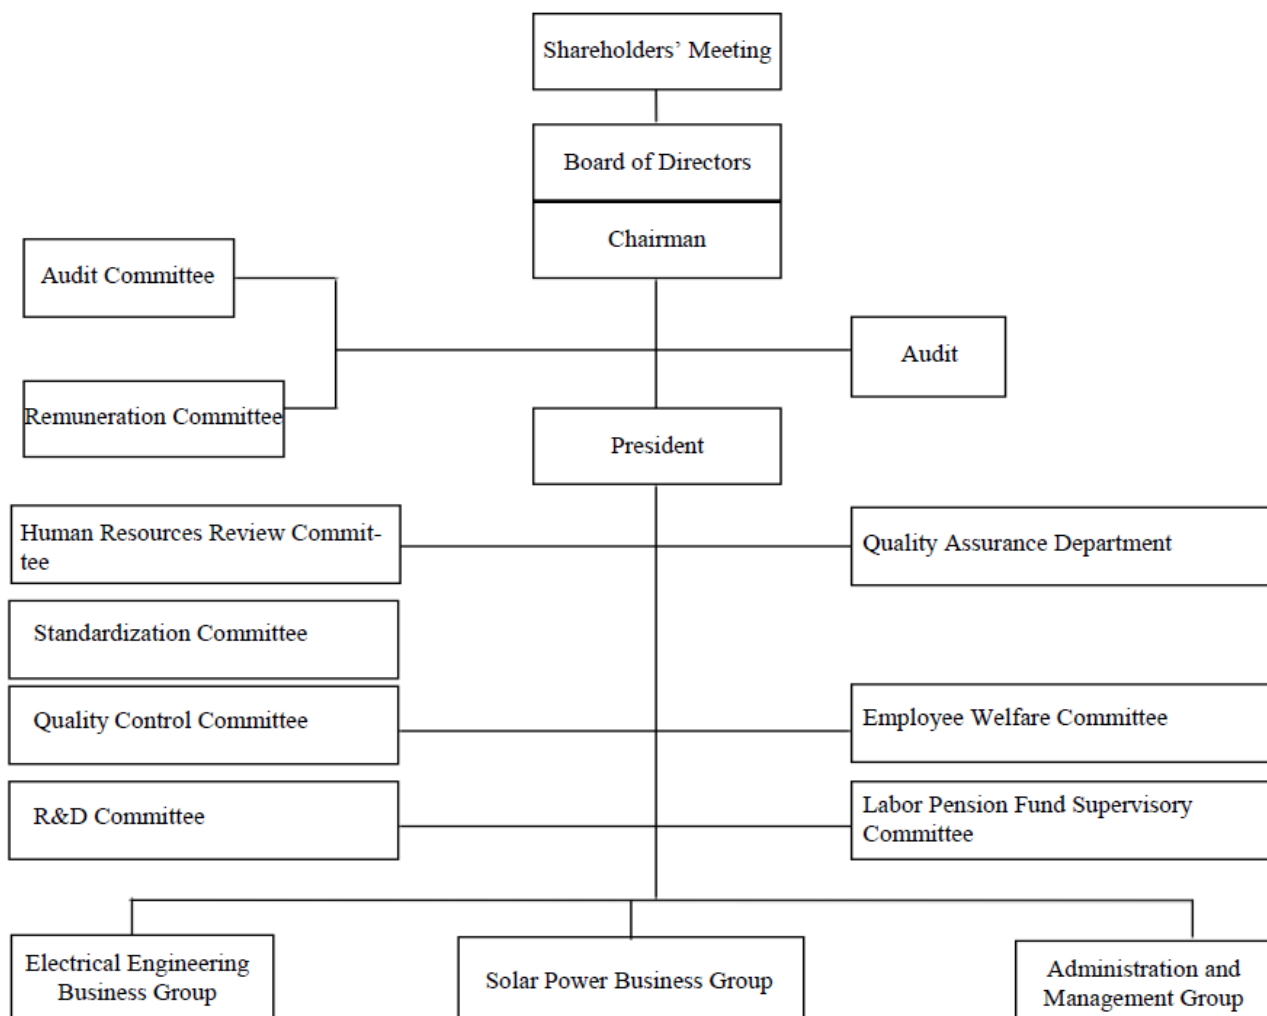 Shareholders’ Meeting
Board of Directors
Chairman
Audit Committee
Audit
Remuneration Committee
President
Human Resources Review Commit-
tee
Quality Assurance Department
Standardization Committee
Quality Control Committee
Employee Welfare Committee
R&D Committee
Labor Pension Fund Supervisory
Committee
Electrical Engineering
Business Group
Solar Power Business Group
Administration and
Management Group